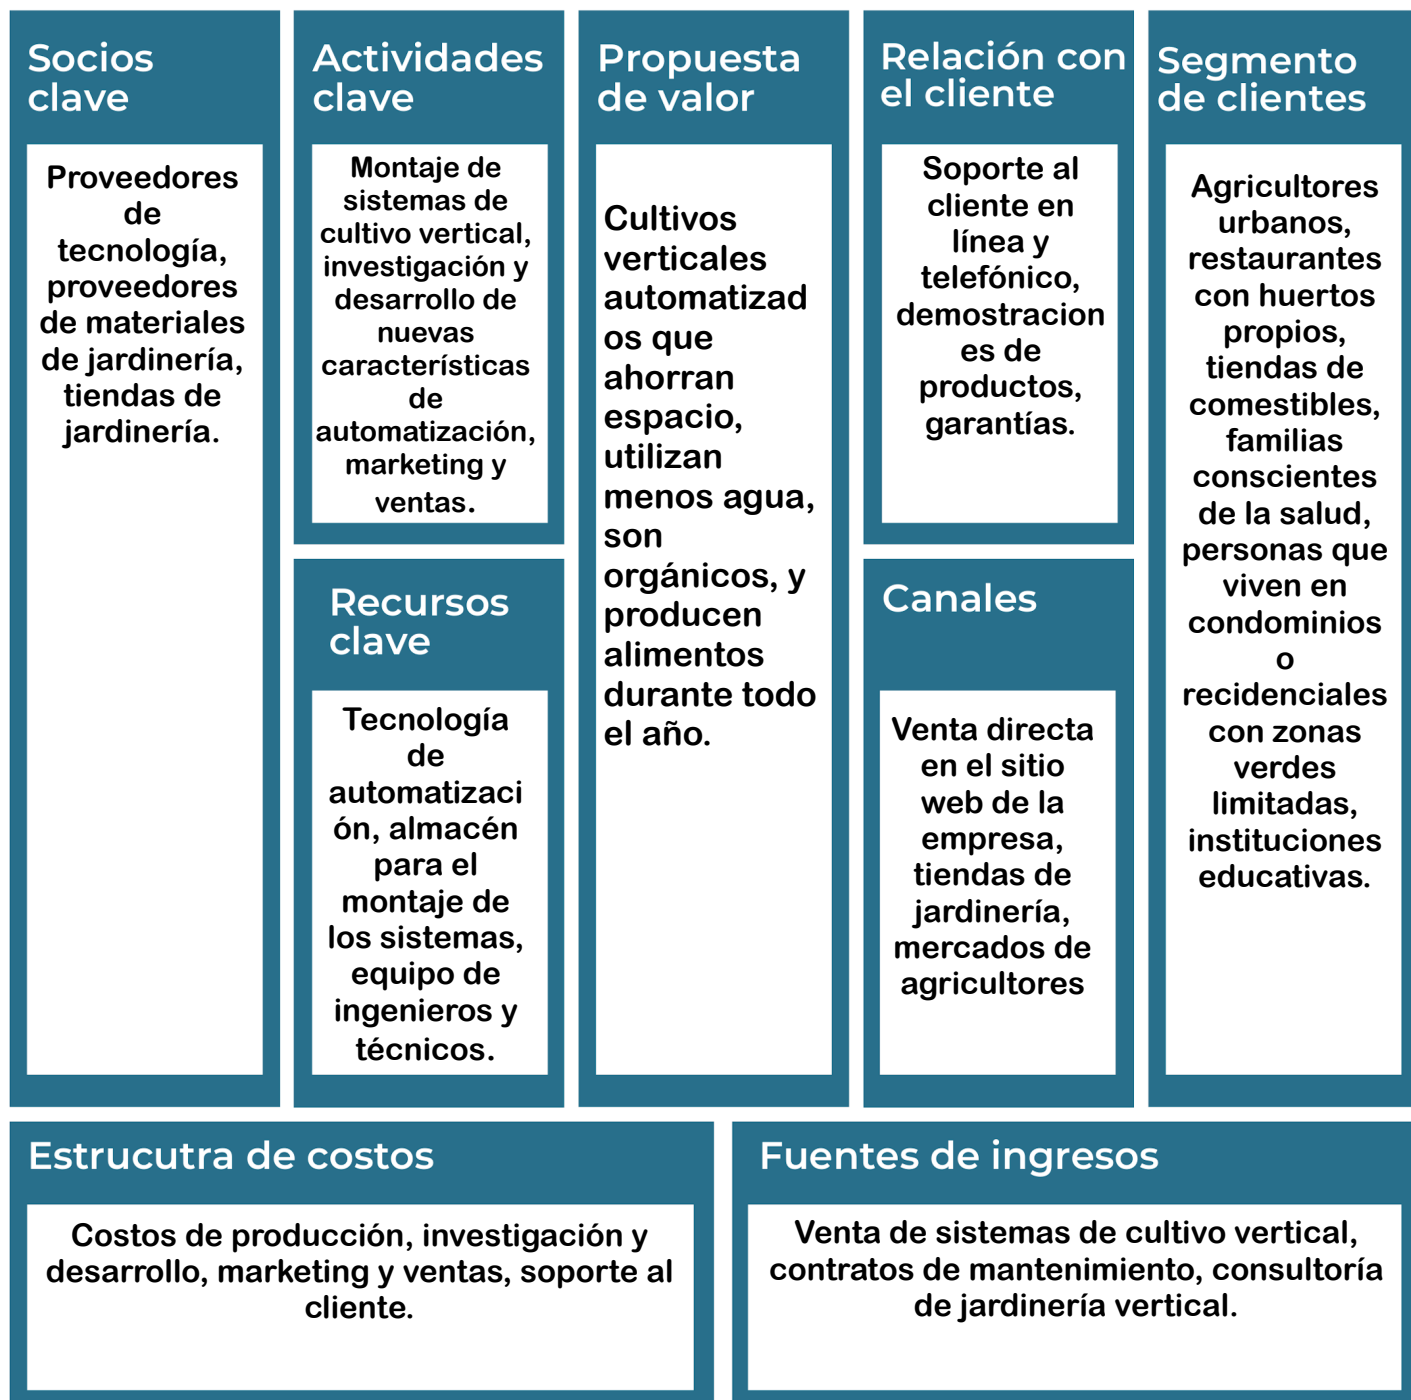 Socios
clave
Proveedores
de
tecnología,
proveedores
de materiales
de jardinería,
tiendas de
jardinería.
Actividades
clave
Montaje de
sistemas de
cultivo vertical,
investigación y
desarrollo de
nuevas
características
de
automatización,
marketing y
ventas.
Recursos
clave
Tecnología
de
automatizaci
ón, almacén
para el
montaje de
los sistemas,
equipo de
ingenieros y
técnicos.
Propuesta
de valor
Cultivos
verticales
automatizad
os que
ahorran
espacio,
utilizan
menos agua,
son
orgánicos, y
producen
alimentos
durante todo
el año.
Relación con
el cliente
Soporte al
cliente en
línea y
telefónico,
demostracion
es de
productos,
garantías.
Canales
Venta directa
en el sitio
web de la
empresa,
tiendas de
jardinería,
mercados de
agricultores
Segmento
de clientes
Agricultores
urbanos,
restaurantes
con huertos
propios,
tiendas de
comestibles,
familias
conscientes
de la salud,
personas que
viven en
condominios
o
recidenciales
con zonas
verdes
limitadas,
instituciones
educativas.
Estrucutra de costos
Costos de producción, investigación y
desarrollo, marketing y ventas, soporte al
cliente.
Fuentes de ingresos
Venta de sistemas de cultivo vertical,
contratos de mantenimiento, consultoría
de jardinería vertical.